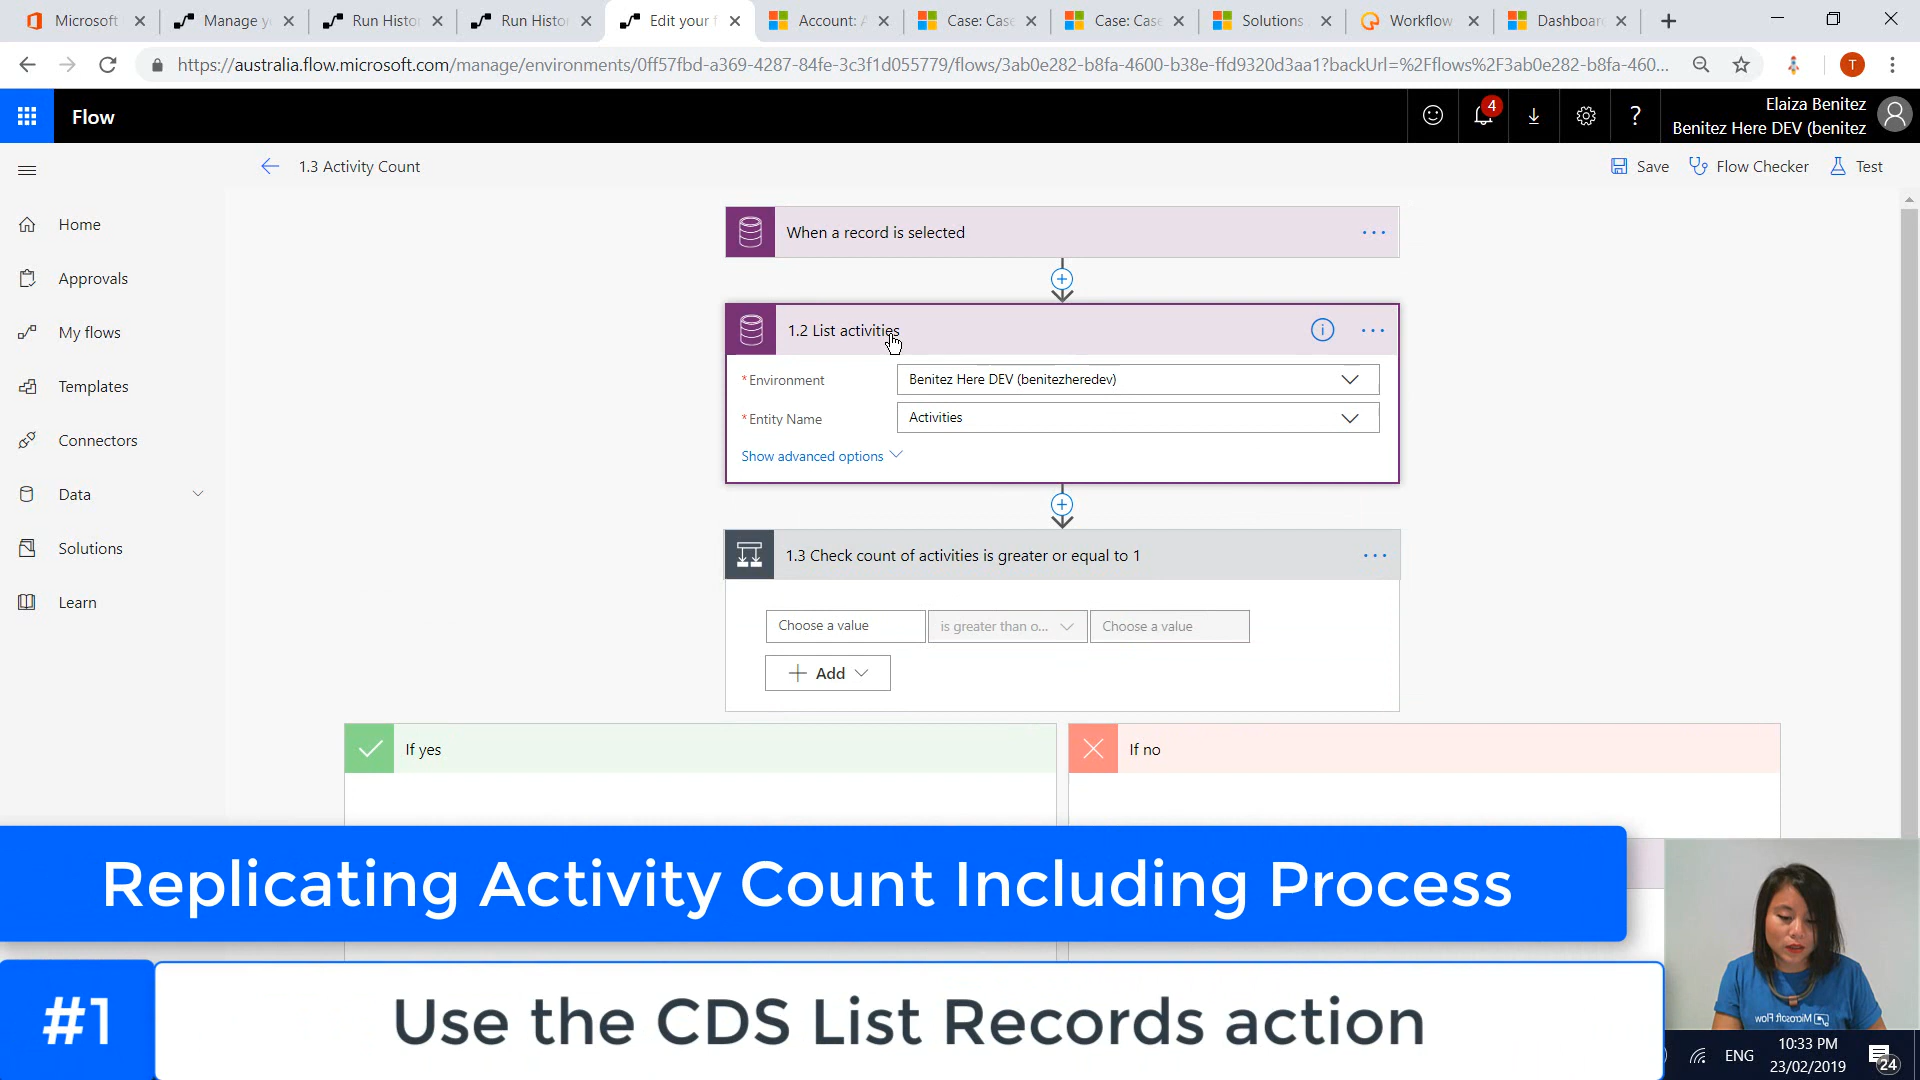 Microsoft
Manage y
Run Histo
Run Histo
Edit your f
Account: A
Case: Case
Case: Case
Solutions
Workflow
Dashboar
https://australia.flow.microsoft.com/manage/environments/0ff57fbd-a369-4287-84fe-3c3f1d055779/flows/3ab0e282-b8fa-4600-b38e-ffd9320d3aa1?backUrl=%2Fflows%2F3ab0e282-b8fa-460...
T
Flow
4
?
Elaiza Benitez
Benitez Here DEV (benitez
1.3 Activity Count
Save
Flow Checker
Test
Home
Approvals
My flows
Templates
Connectors
Data
Solutions
Learn
When a record is selected
1.2 List activities
*Environment
Benitez Here DEV (benitezheredev)
*Entity Name
Activities
Show advanced options
1.3 Check count of activities is greater or equal to 1
Choose a value
is greater than o...
Choose a value
Add
If yes
If no
Replicating Activity Count Including Process
#1
Use the CDS List Records action
Microsoft Flow
ENG
10:33 PM
23/02/2019
24